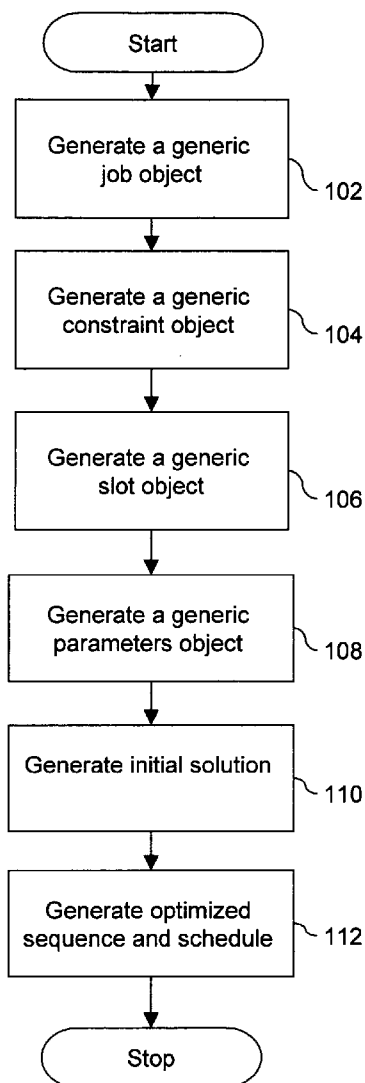 Start
Generate a generic
job object
102
Generate a generic
constraint object
104
Generate a generic
slot object
106
Generate a generic
parameters object
108
Generate initial solution
110
Generate optimized
sequence and schedule
112
Stop